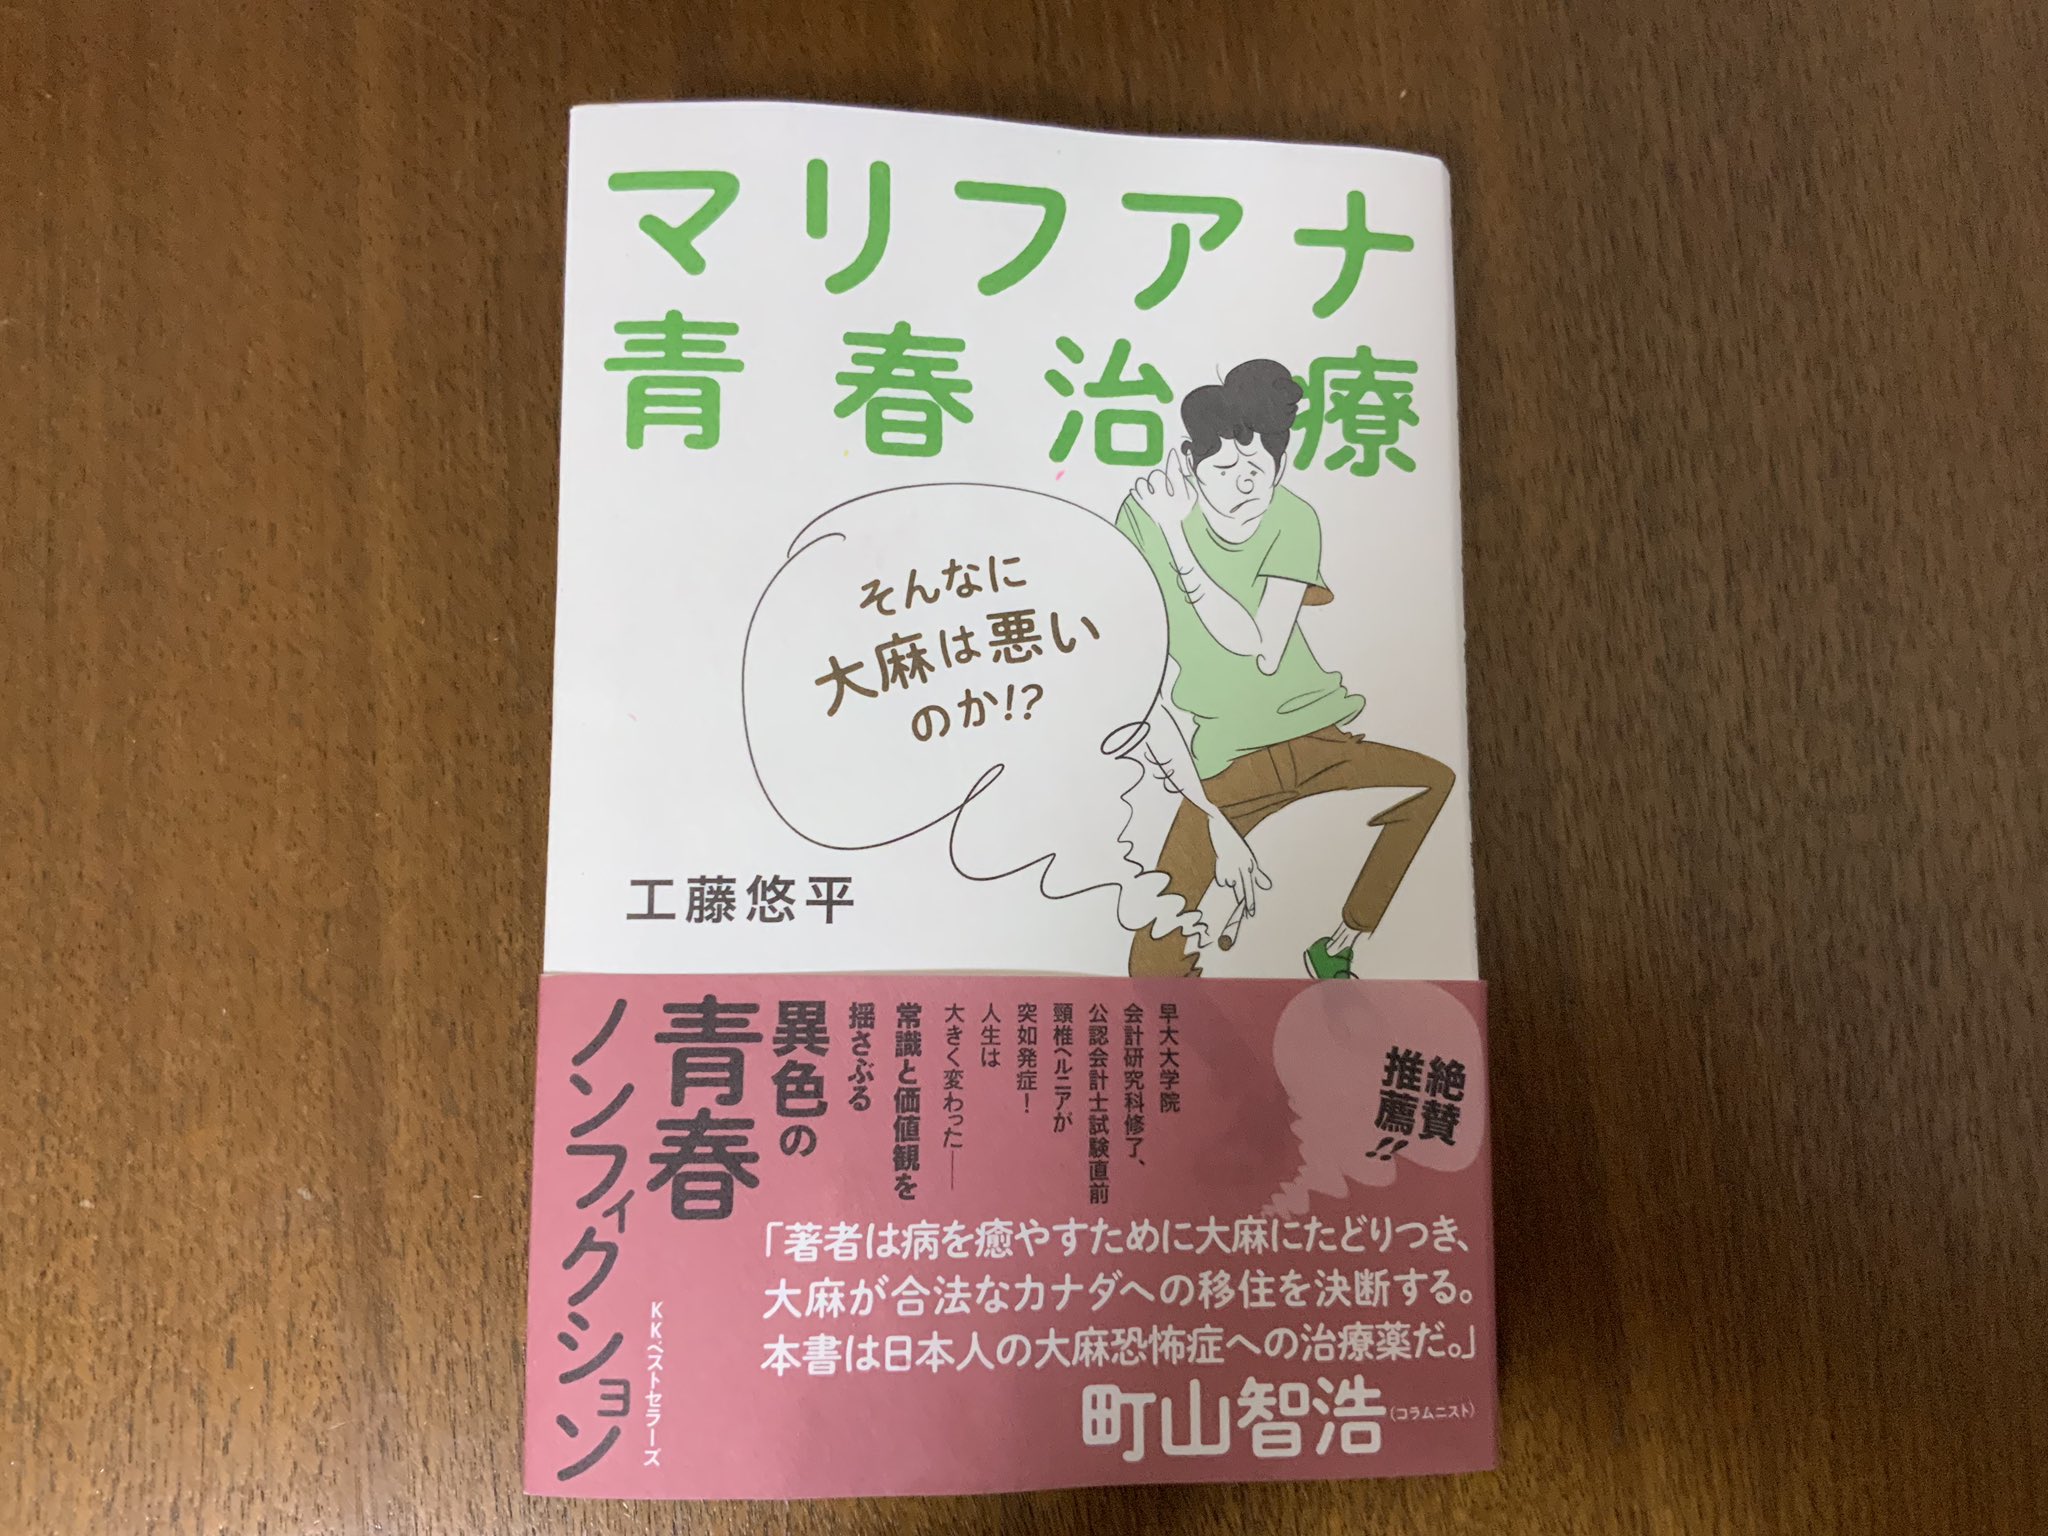 マリファナ
青春治療
そんなに
大麻は悪い
のか!?
工藤悠平
絶賛
推薦!!
早大大学院
会計研究科修了、
公認会計士試験直前
頸椎ヘルニアが
突如発症!
人生は
大きく変わった──
常識と価値観を
揺さぶる
異色の
青春
ノンフィクション
「著者は病を癒やすために大麻にたどりつき、
大麻が合法なカナダへの移住を決断する。
本書は日本人の大麻恐怖症への治療薬だ。」
町山智浩(コラムニスト)
KKベストセラーズ